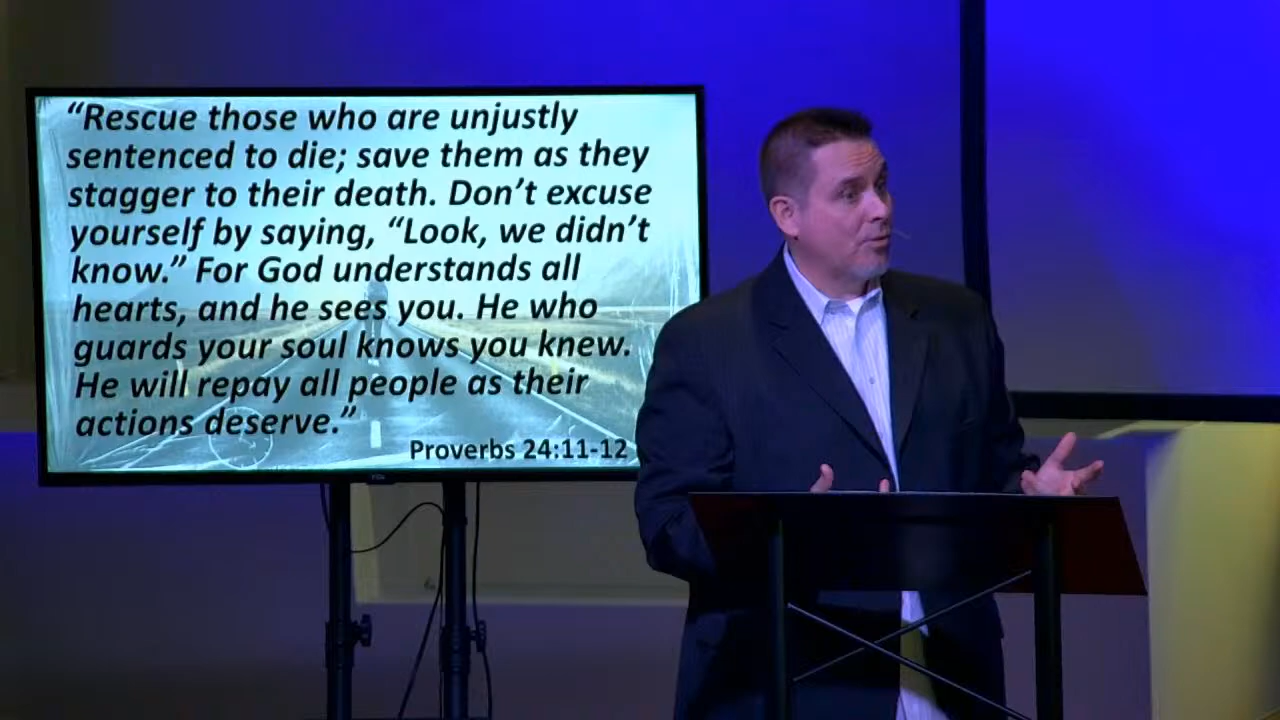 “Rescue those who are unjustly
sentenced to die; save them as they
stagger to their death. Don’t excuse
yourself by saying, “Look, we didn’t
know.” For God understands all
hearts, and he sees you. He who
guards your soul knows you knew.
He will repay all people as their
actions deserve.”
Proverbs 24:11-12